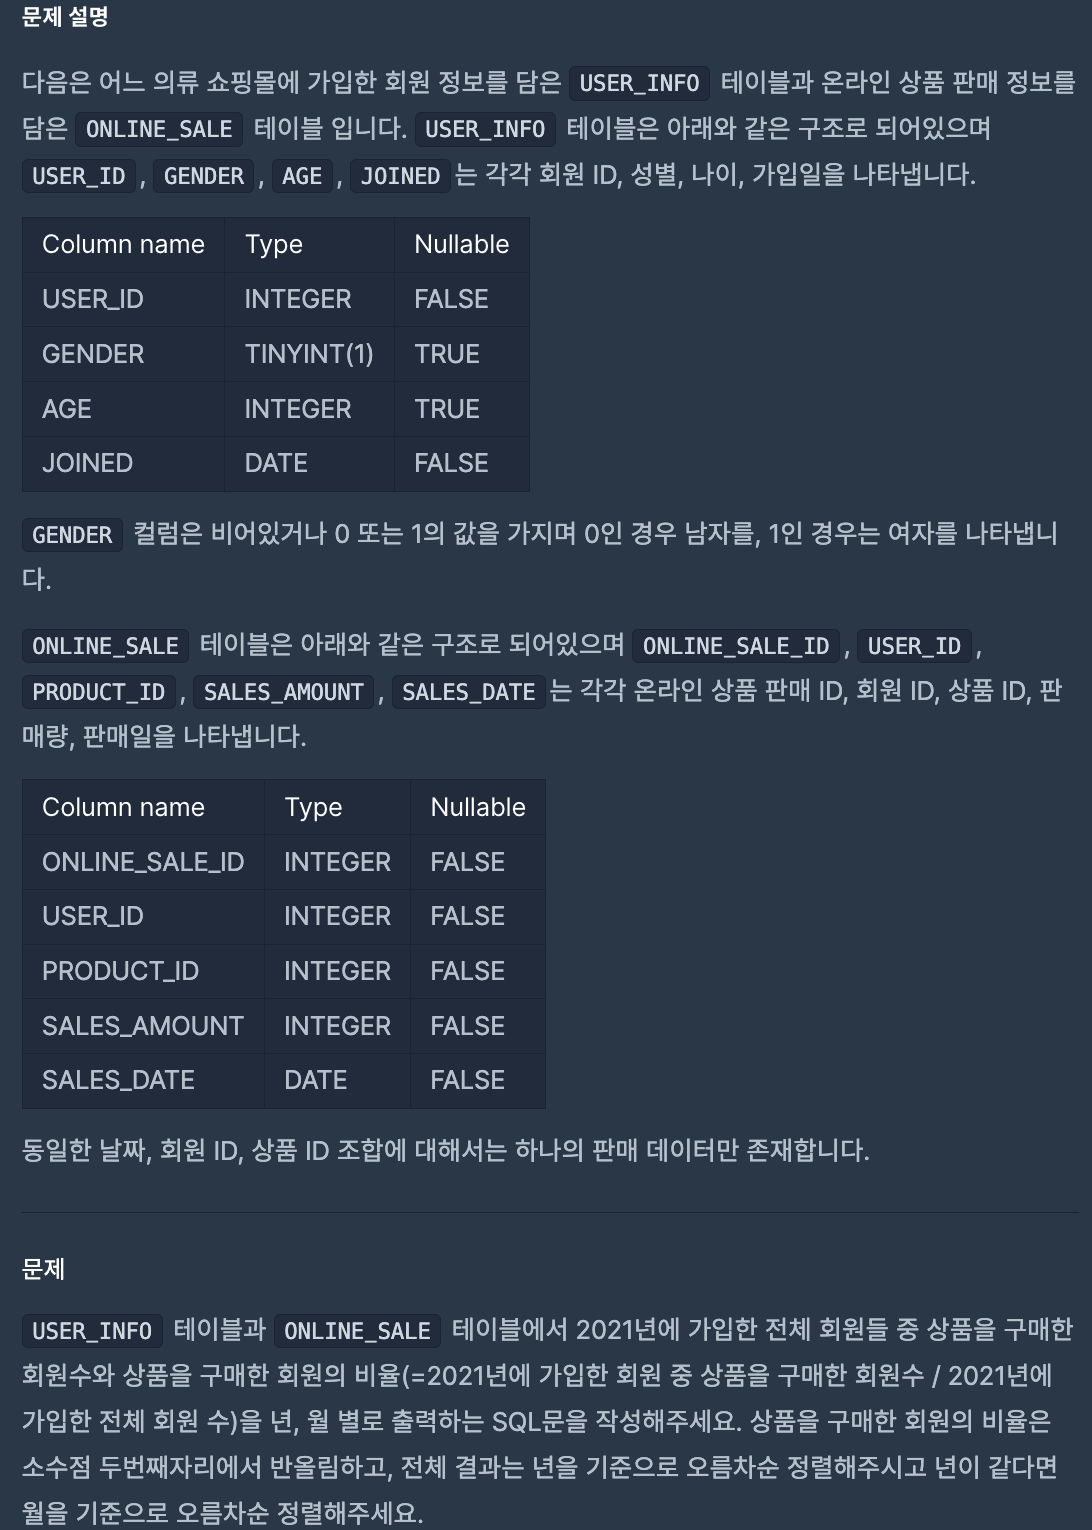 문제 설명
다음은 어느 의류 쇼핑몰에 가입한 회원 정보를 담은 USER_INFO 테이블과 온라인 상품 판매 정보를
담은 ONLINE_SALE 테이블 입니다. USER_INFO 테이블은 아래와 같은 구조로 되어있으며
USER_ID, GENDER, AGE, JOINED는 각각 회원 ID, 성별, 나이, 가입일을 나타냅니다.
Column name Type Nullable
USER_ID INTEGER FALSE
GENDER TINYINT(1) TRUE
AGE INTEGER TRUE
JOINED DATE FALSE
GENDER 컬럼은 비어있거나 0 또는 1의 값을 가지며 0인 경우 남자를, 1인 경우는 여자를 나타냅니
다.
ONLINE_SALE 테이블은 아래와 같은 구조로 되어있으며 ONLINE_SALE_ID, USER_ID,
PRODUCT_ID, SALES_AMOUNT, SALES_DATE는 각각 온라인 상품 판매 ID, 회원 ID, 상품 ID, 판
매량, 판매일을 나타냅니다.
Column name Type Nullable
ONLINE_SALE_ID INTEGER FALSE
USER_ID INTEGER FALSE
PRODUCT_ID INTEGER FALSE
SALES_AMOUNT INTEGER FALSE
SALES_DATE DATE FALSE
동일한 날짜, 회원 ID, 상품 ID 조합에 대해서는 하나의 판매 데이터만 존재합니다.
문제
USER_INFO 테이블과 ONLINE_SALE 테이블에서 2021년에 가입한 전체 회원들 중 상품을 구매한
회원수와 상품을 구매한 회원의 비율(=2021년에 가입한 회원 중 상품을 구매한 회원수 / 2021년에
가입한 전체 회원 수)을 년, 월 별로 출력하는 SQL문을 작성해주세요. 상품을 구매한 회원의 비율은
소수점 두번째자리에서 반올림하고, 전체 결과는 년을 기준으로 오름차순 정렬해주시고 년이 같다면
월을 기준으로 오름차순 정렬해주세요.